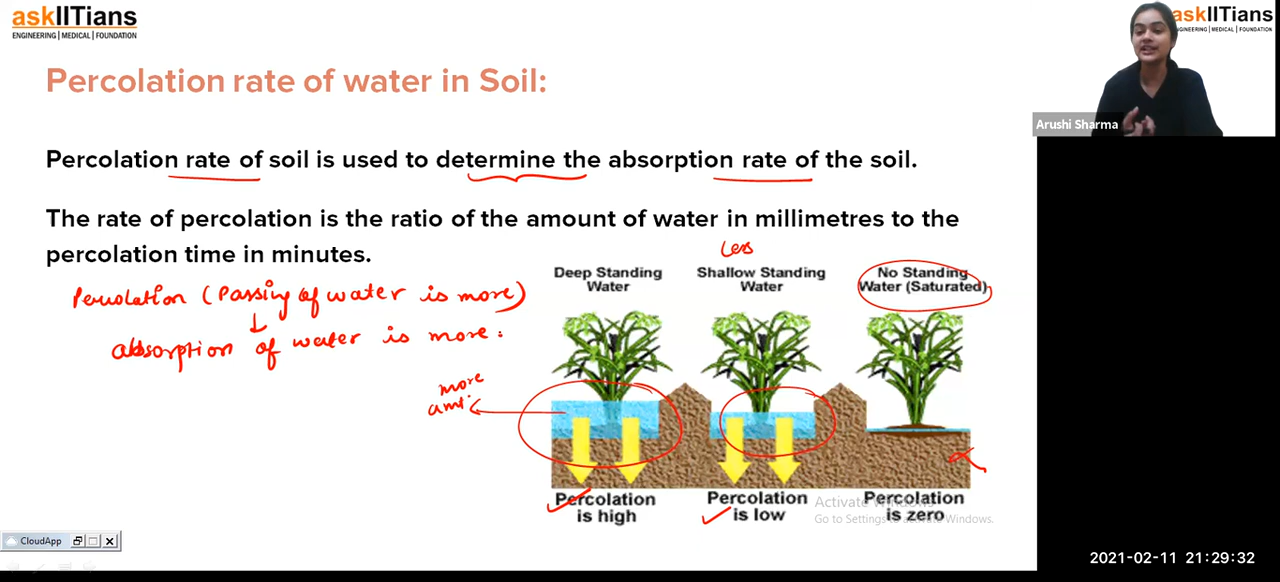 askIITians
ENGINEERING | MEDICAL | FOUNDATION
askIITians
ENGINEERING | MEDICAL | FOUNDATION
Arushi Sharma
Percolation rate of water in Soil:
Percolation rate of soil is used to determine the absorption rate of the soil.
The rate of percolation is the ratio of the amount of water in millimetres to the
percolation time in minutes.
Percolation (Passing of water is more)
↓
absorption of water is more.
Less
Deep Standing
Water
Shallow Standing
Water
No Standing
Water (Saturated)
more
amt.
Percolation
is high
Percolation
is low
Percolation
is zero
Activate Windows
Go to Settings to activate Windows.
CloudApp
2021-02-11 21:29:32